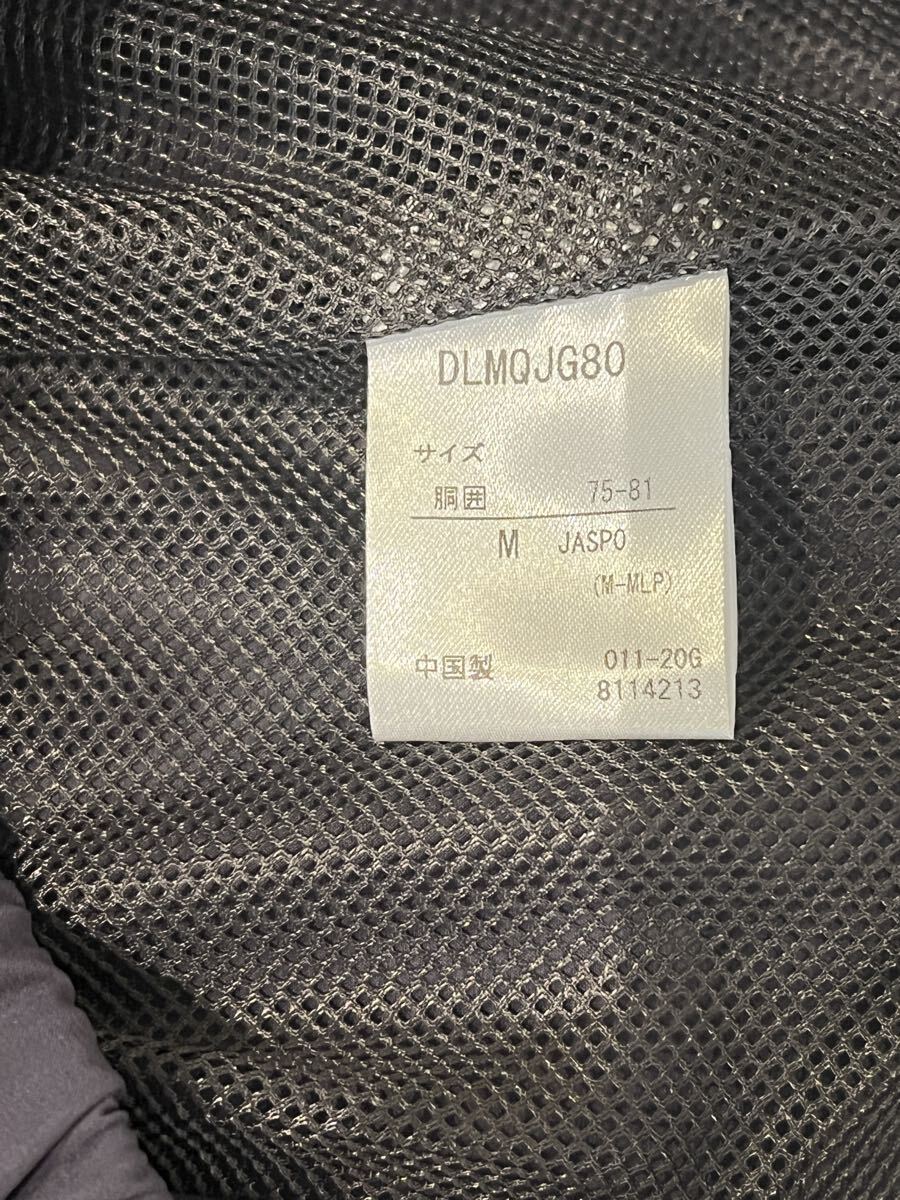 DLMQJG80
サイズ
胴囲 75-81
M JASPO
(M-MLP)
中国製 011-20G
8114213